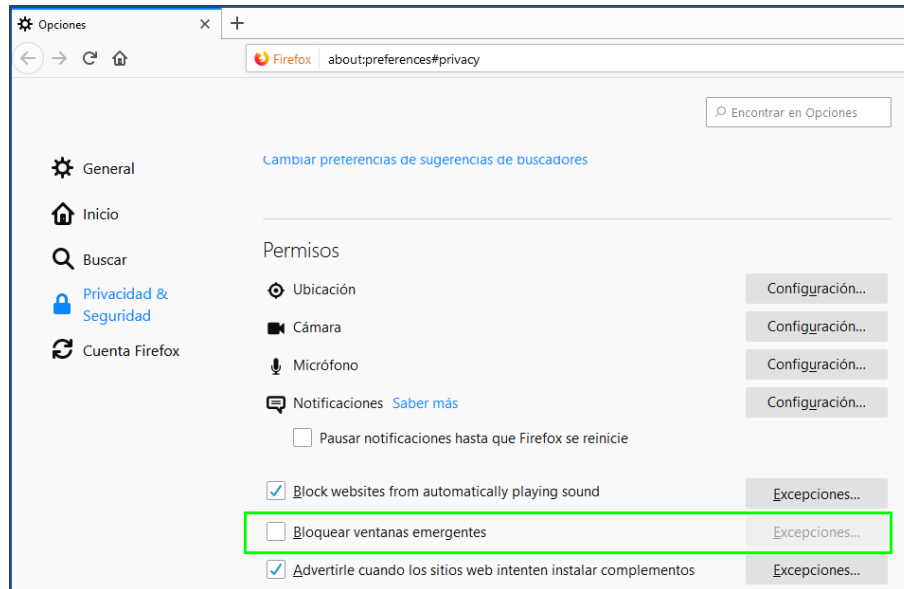 Opciones
Firefox about:preferences#privacy
Encontrar en Opciones
Cambiar preferencias de sugerencias de buscadores
General
Inicio
Buscar
Privacidad &
Seguridad
Cuenta Firefox
Permisos
Ubicación Configuración...
Cámara Configuración...
Micrófono Configuración...
Notificaciones Saber más Configuración...
Pausar notificaciones hasta que Firefox se reinicie
Block websites from automatically playing sound Excepciones...
Bloquear ventanas emergentes Excepciones...
Advertirle cuando los sitios web intenten instalar complementos Excepciones...